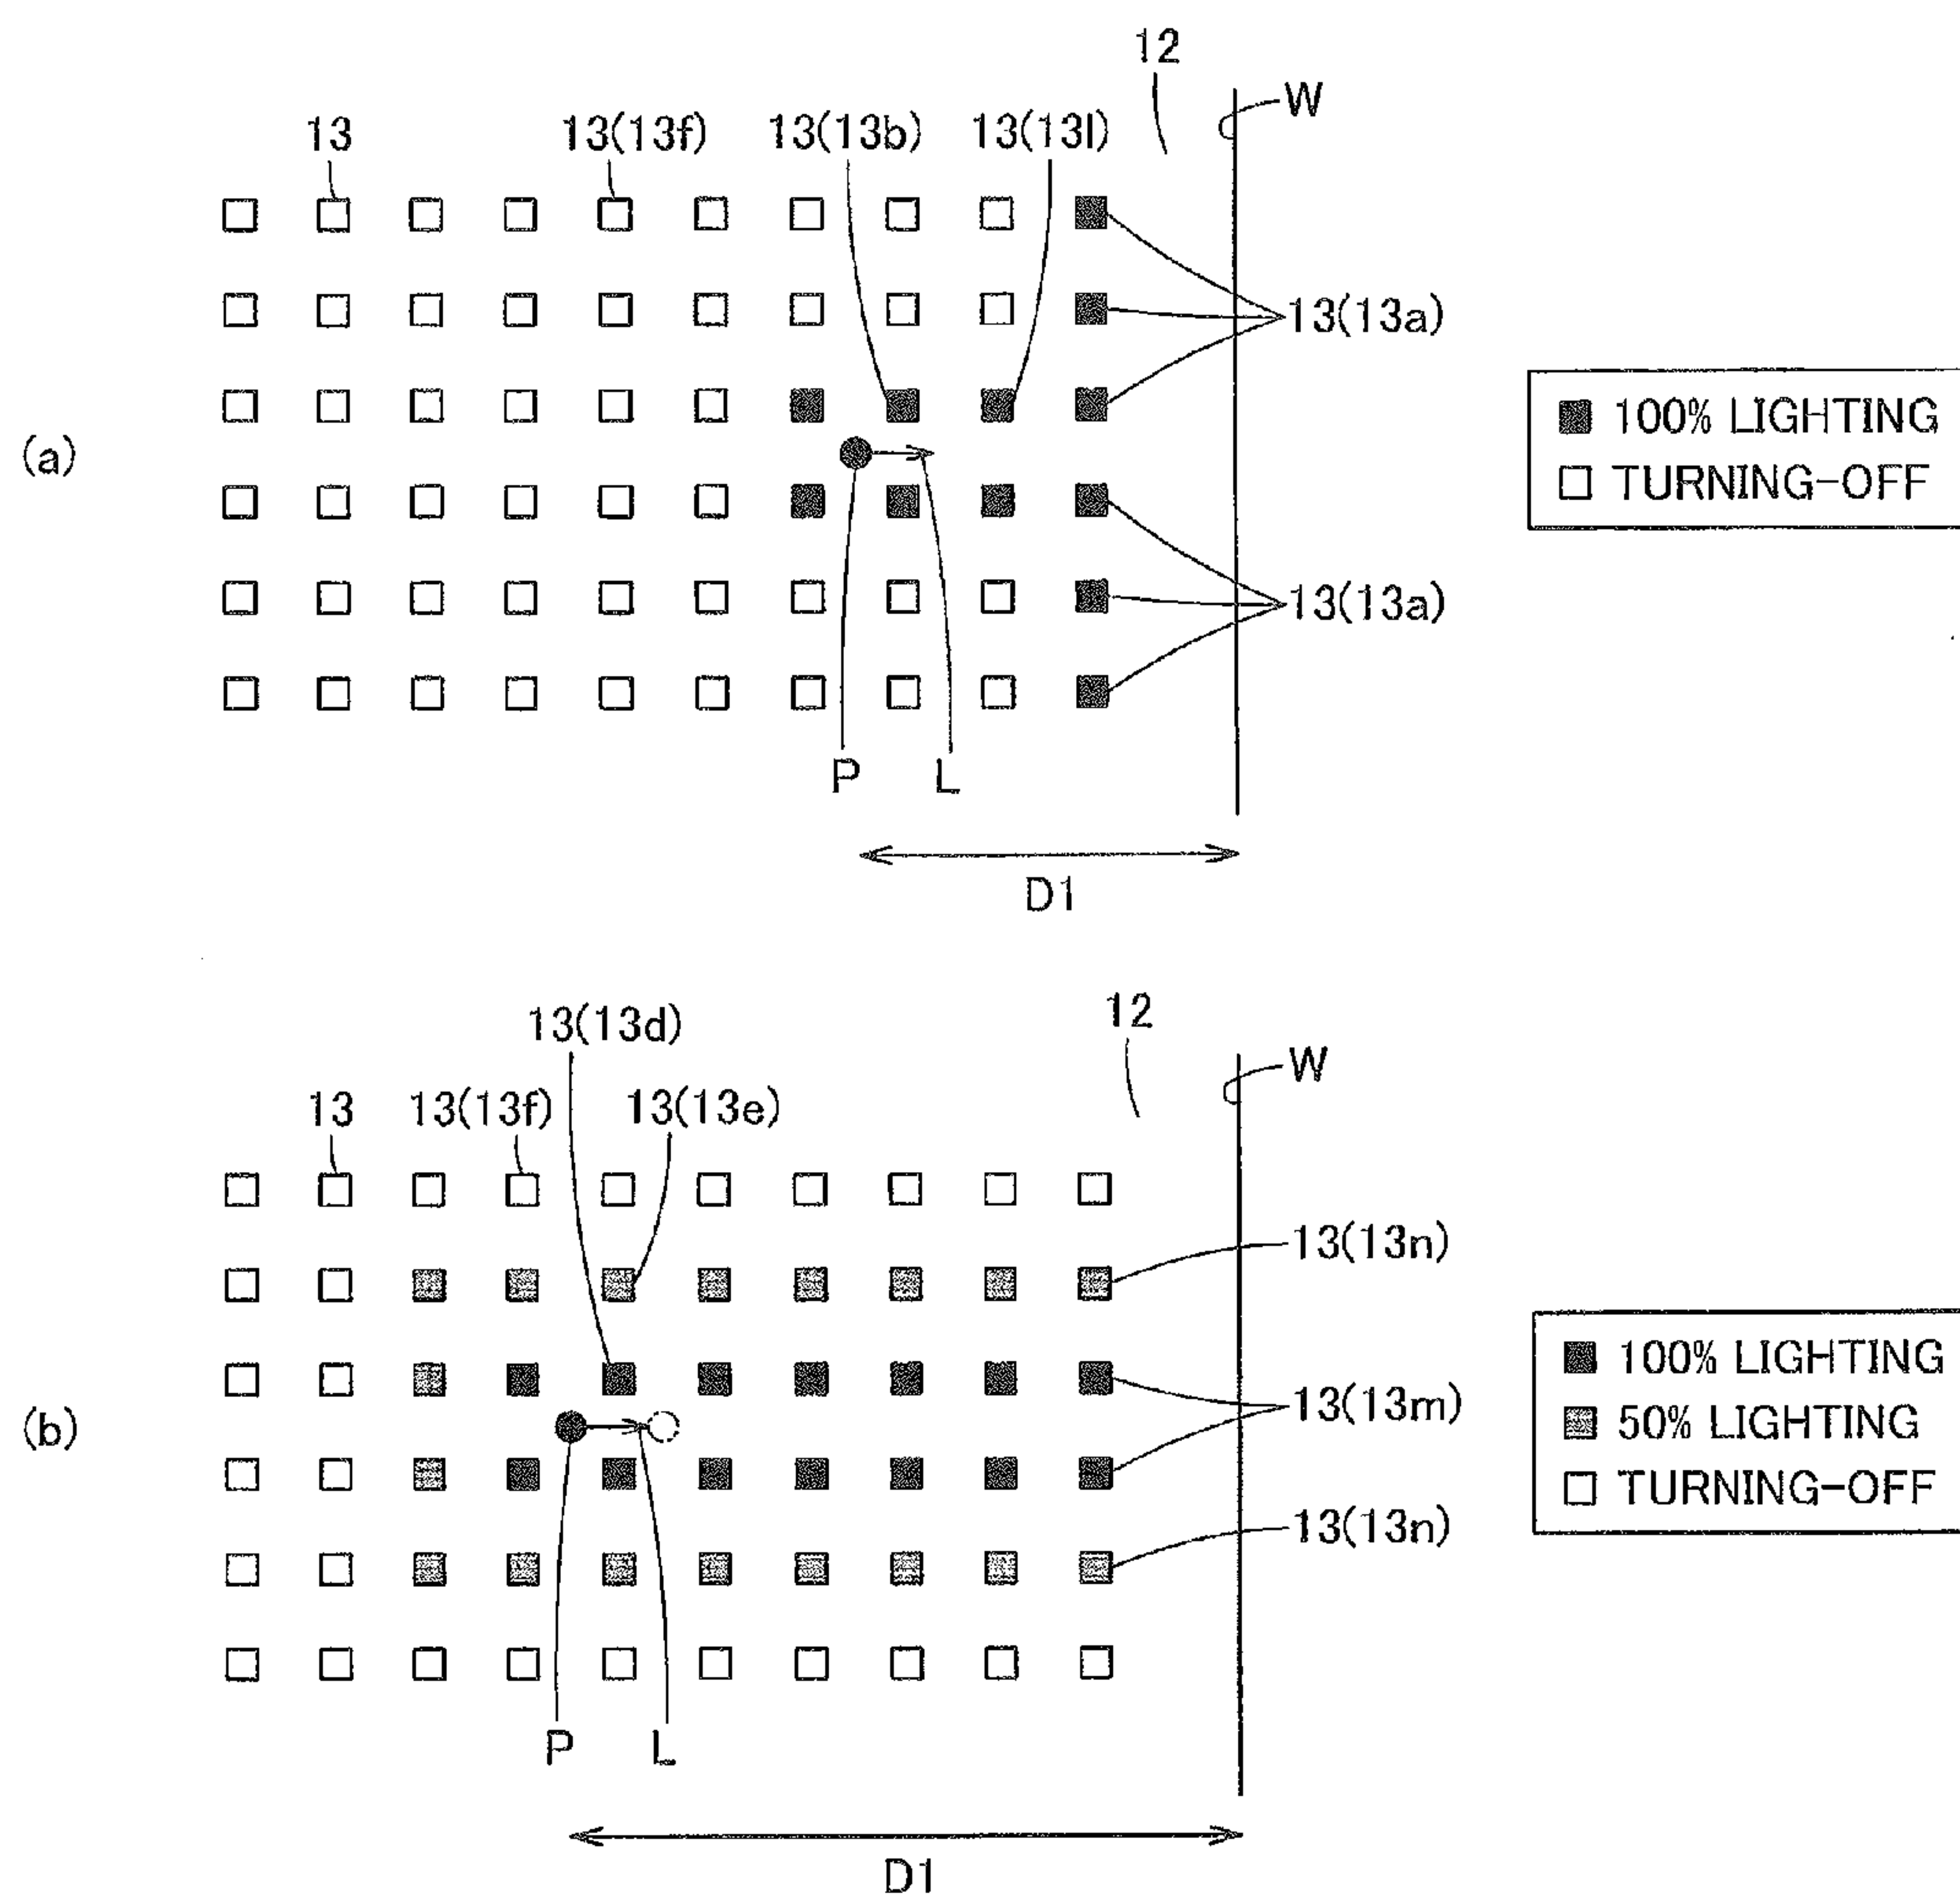 12
W
13
13(13f)
13(13b)
13(13l)
13(13a)
(a)
100% LIGHTING
TURNING-OFF
13(13a)
P
L
D1
13(13d)
12
W
13
13(13f)
13(13e)
13(13n)
(b)
13(13m)
100% LIGHTING
50% LIGHTING
TURNING-OFF
13(13n)
P
L
D1